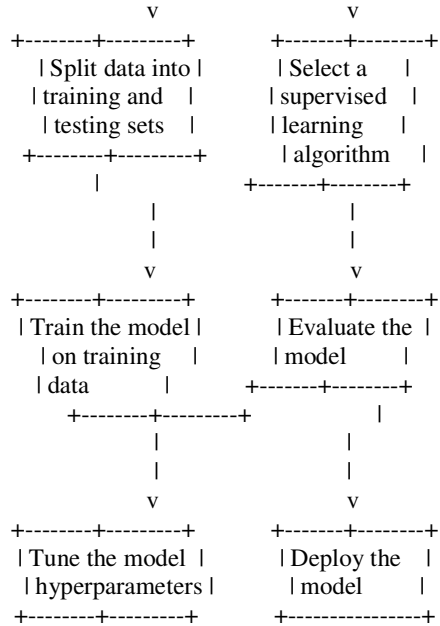 v v
+--------+---------+ +--------+--------+
| Split data into | | Select a |
| training and | | supervised |
| testing sets | | learning |
+--------+---------+ | algorithm |
| +-------+--------+
| |
| |
v v
+--------+---------+ +--------+--------+
| Train the model | | Evaluate the |
| on training | | model |
| data | +-------+--------+
+--------+---------+ |
| |
| |
v v
+--------+---------+ +--------+--------+
| Tune the model | | Deploy the |
| hyperparameters | | model |
+--------+---------+ +----------------+